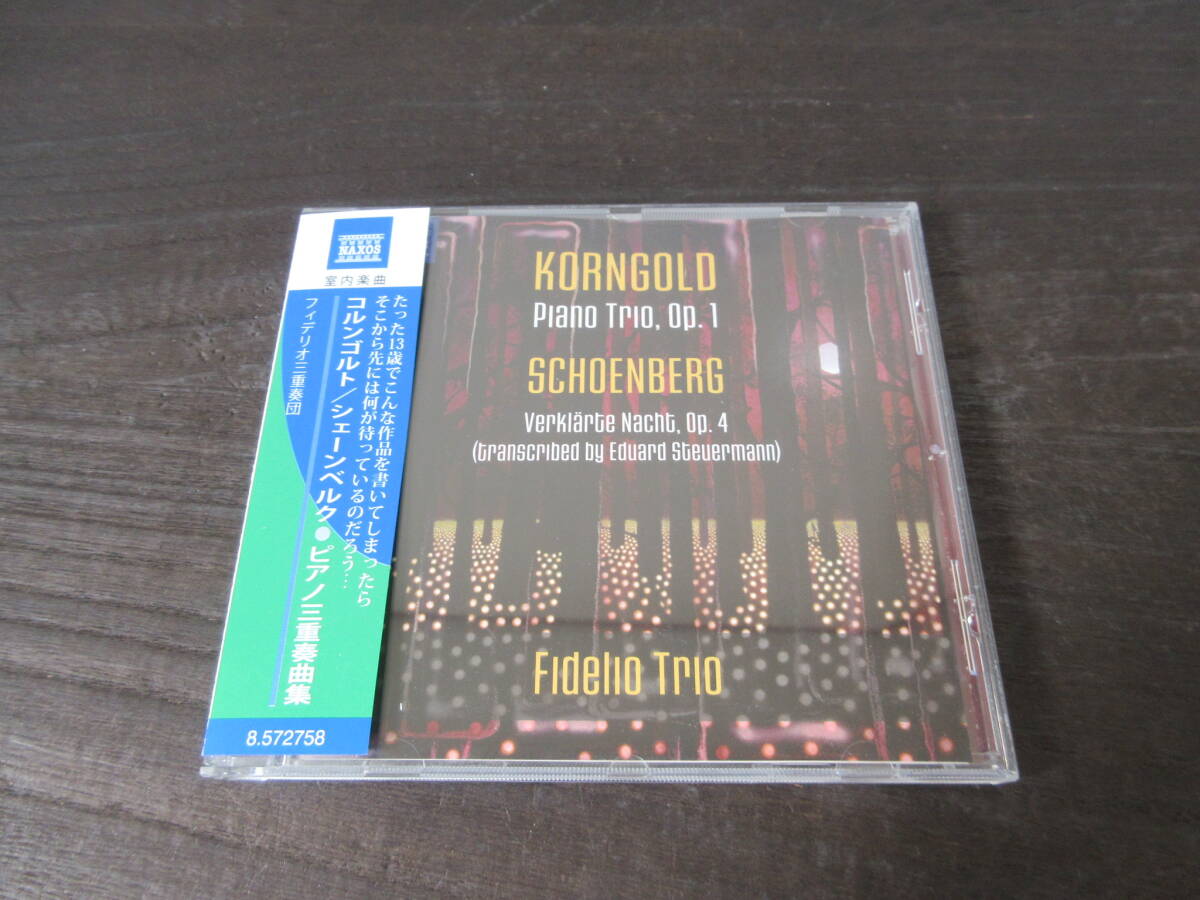 NAXOS
室内楽曲
たった13歳でこんな作品を書いてしまったら
そこから先には何が待っているのだろう…
コルンゴルト/シェーンベルク●ピアノ三重奏曲集
フィデリオ三重奏団
8.572758
KORNGOLD
Piano Trio, Op. 1
SCHOENBERG
Verklärte Nacht, Op. 4
(transcribed by Eduard Steuermann)
Fidelio Trio